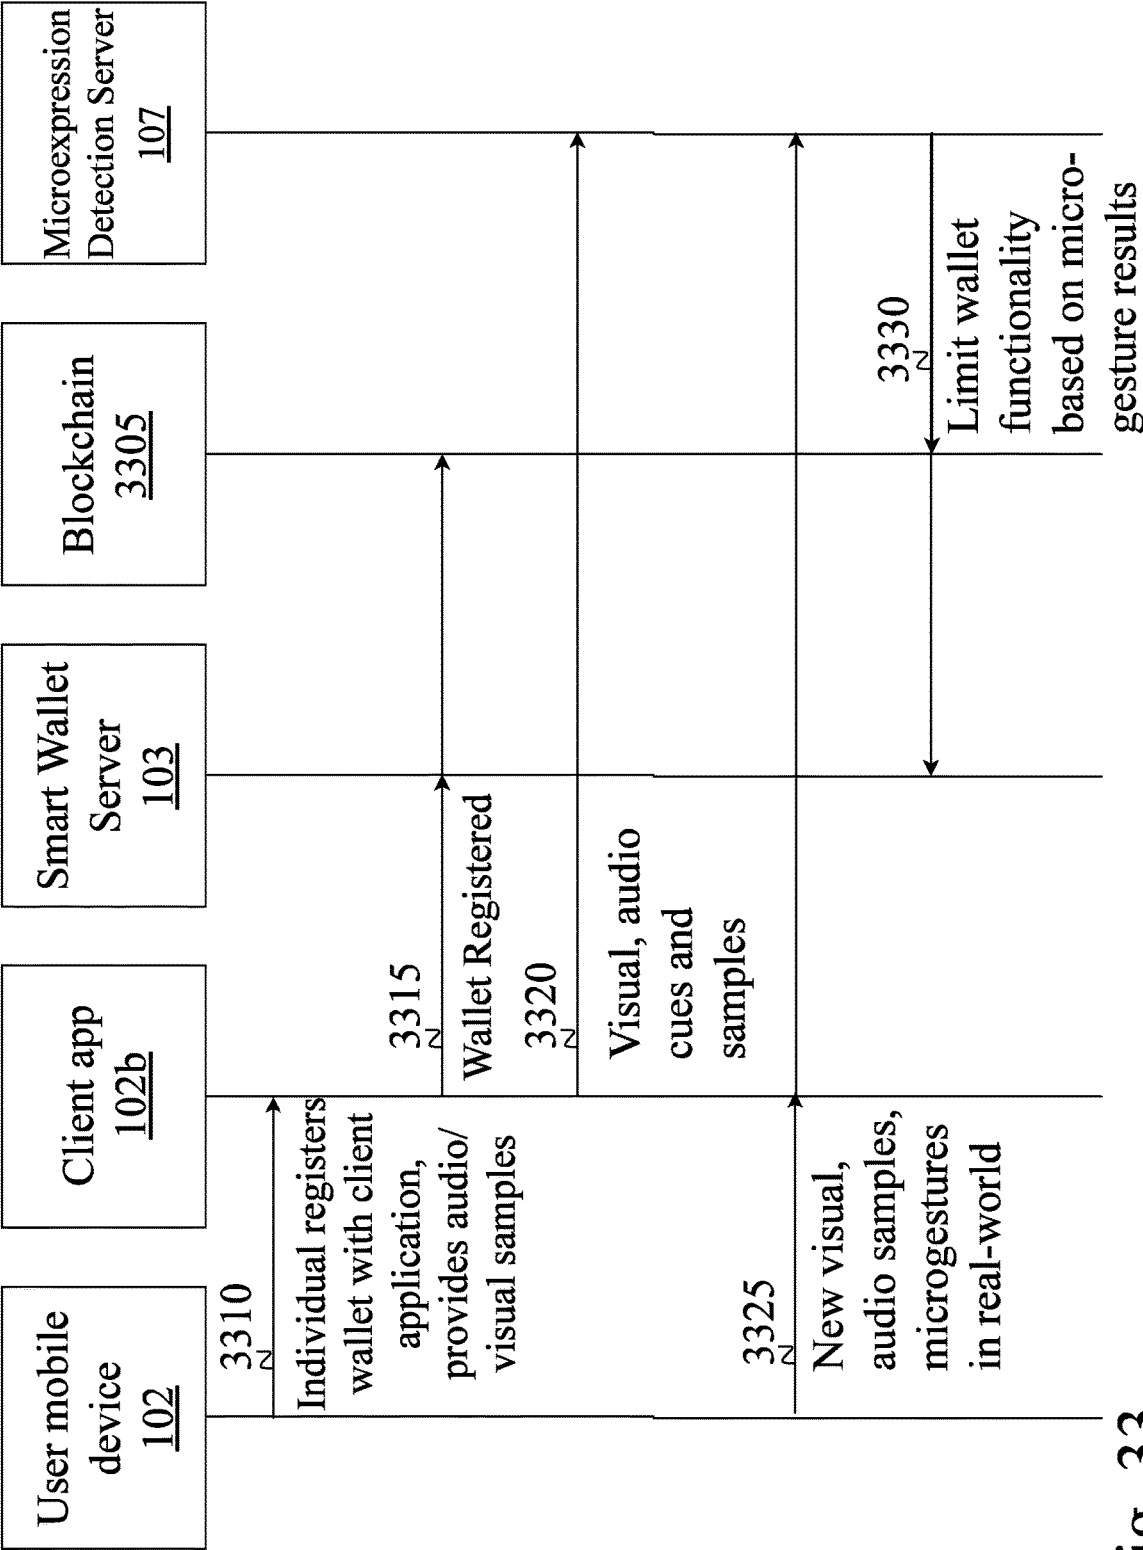 User mobile
device
102
Client app
102b
Smart Wallet
Server
103
Blockchain
3305
Microexpression
Detection Server
107
3310
Individual registers
wallet with client
application,
provides audio/
visual samples
3315
Wallet Registered
3320
Visual, audio
cues and
samples
3325
New visual,
audio samples,
microgestures
in real-world
3330
Limit wallet
functionality
based on micro-
gesture results